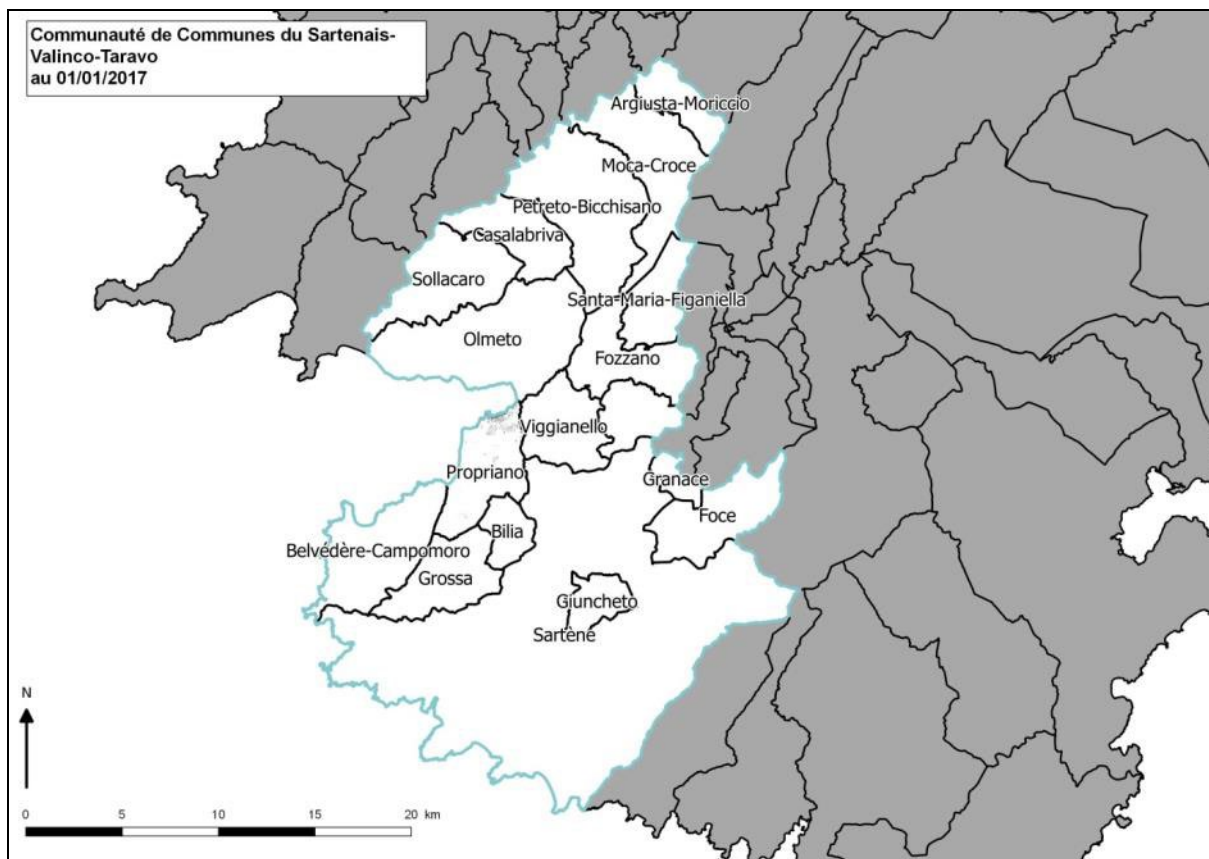 Communauté de Communes du Sartenais-
Valinco-Taravo
au 01/01/2017
Argiusta-Moriccio
Moca-Croce
Petreto-Bicchisano
Casalabriva
Sollacaro
Santa-Maria-Figaniella
Olmeto
Fozzano
Viggianello
Propriano
Granace
Foce
Bilia
Belvédère-Campomoro
Grossa
Giuncheto
Sartène
N
0 5 10 15 20 km